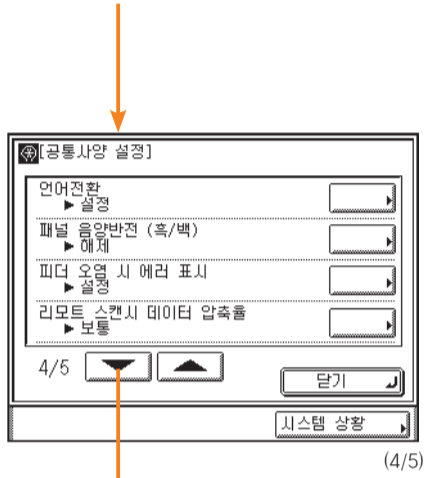 [공통사양 설정]
언어전환
▶ 설정
패널 음양반전 (흑/백)
▶ 해제
피더 오염 시 에러 표시
▶ 설정
리모트 스캔시 데이터 압축율
▶ 보통
4/5
닫기
시스템 상황
(4/5)